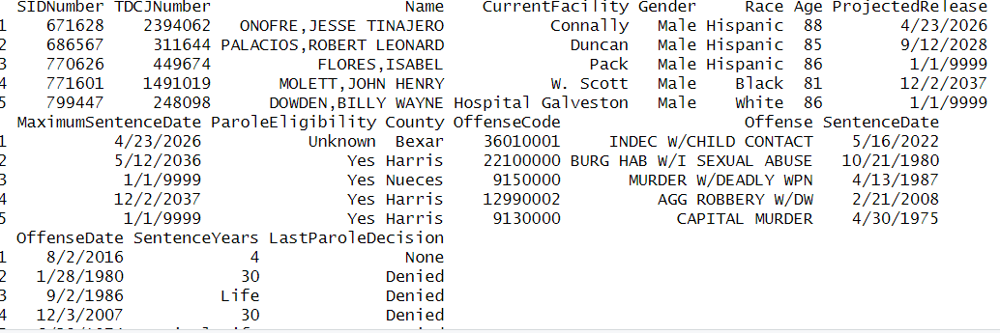 SIDNumber TDCJNumber Name CurrentFacility Gender Race Age ProjectedRelease
1 671628 2394062 ONOFRE,JESSE TINAJERO Connally Male Hispanic 88 4/23/2026
2 686567 311644 PALACIOS,ROBERT LEONARD Duncan Male Hispanic 85 9/12/2028
3 770626 449674 FLORES,ISABEL Pack Male Hispanic 86 1/1/9999
4 771601 1491019 MOLETT,JOHN HENRY W. Scott Male Black 81 12/2/2037
5 799447 248098 DOWDEN,BILLY WAYNE Hospital Galveston Male White 86 1/1/9999
MaximumSentenceDate ParoleEligibility County OffenseCode Offense SentenceDate
1 4/23/2026 Unknown Bexar 36010001 INDEC W/CHILD CONTACT 5/16/2022
2 5/12/2036 Yes Harris 22100000 BURG HAB W/I SEXUAL ABUSE 10/21/1980
3 1/1/9999 Yes Nueces 9150000 MURDER W/DEADLY WPN 4/13/1987
4 12/2/2037 Yes Harris 12990002 AGG ROBBERY W/DW 2/21/2008
5 1/1/9999 Yes Harris 9130000 CAPITAL MURDER 4/30/1975
OffenseDate SentenceYears LastParoleDecision
1 8/2/2016 4 None
2 1/28/1980 30 Denied
3 9/2/1986 Life Denied
4 12/3/2007 30 Denied